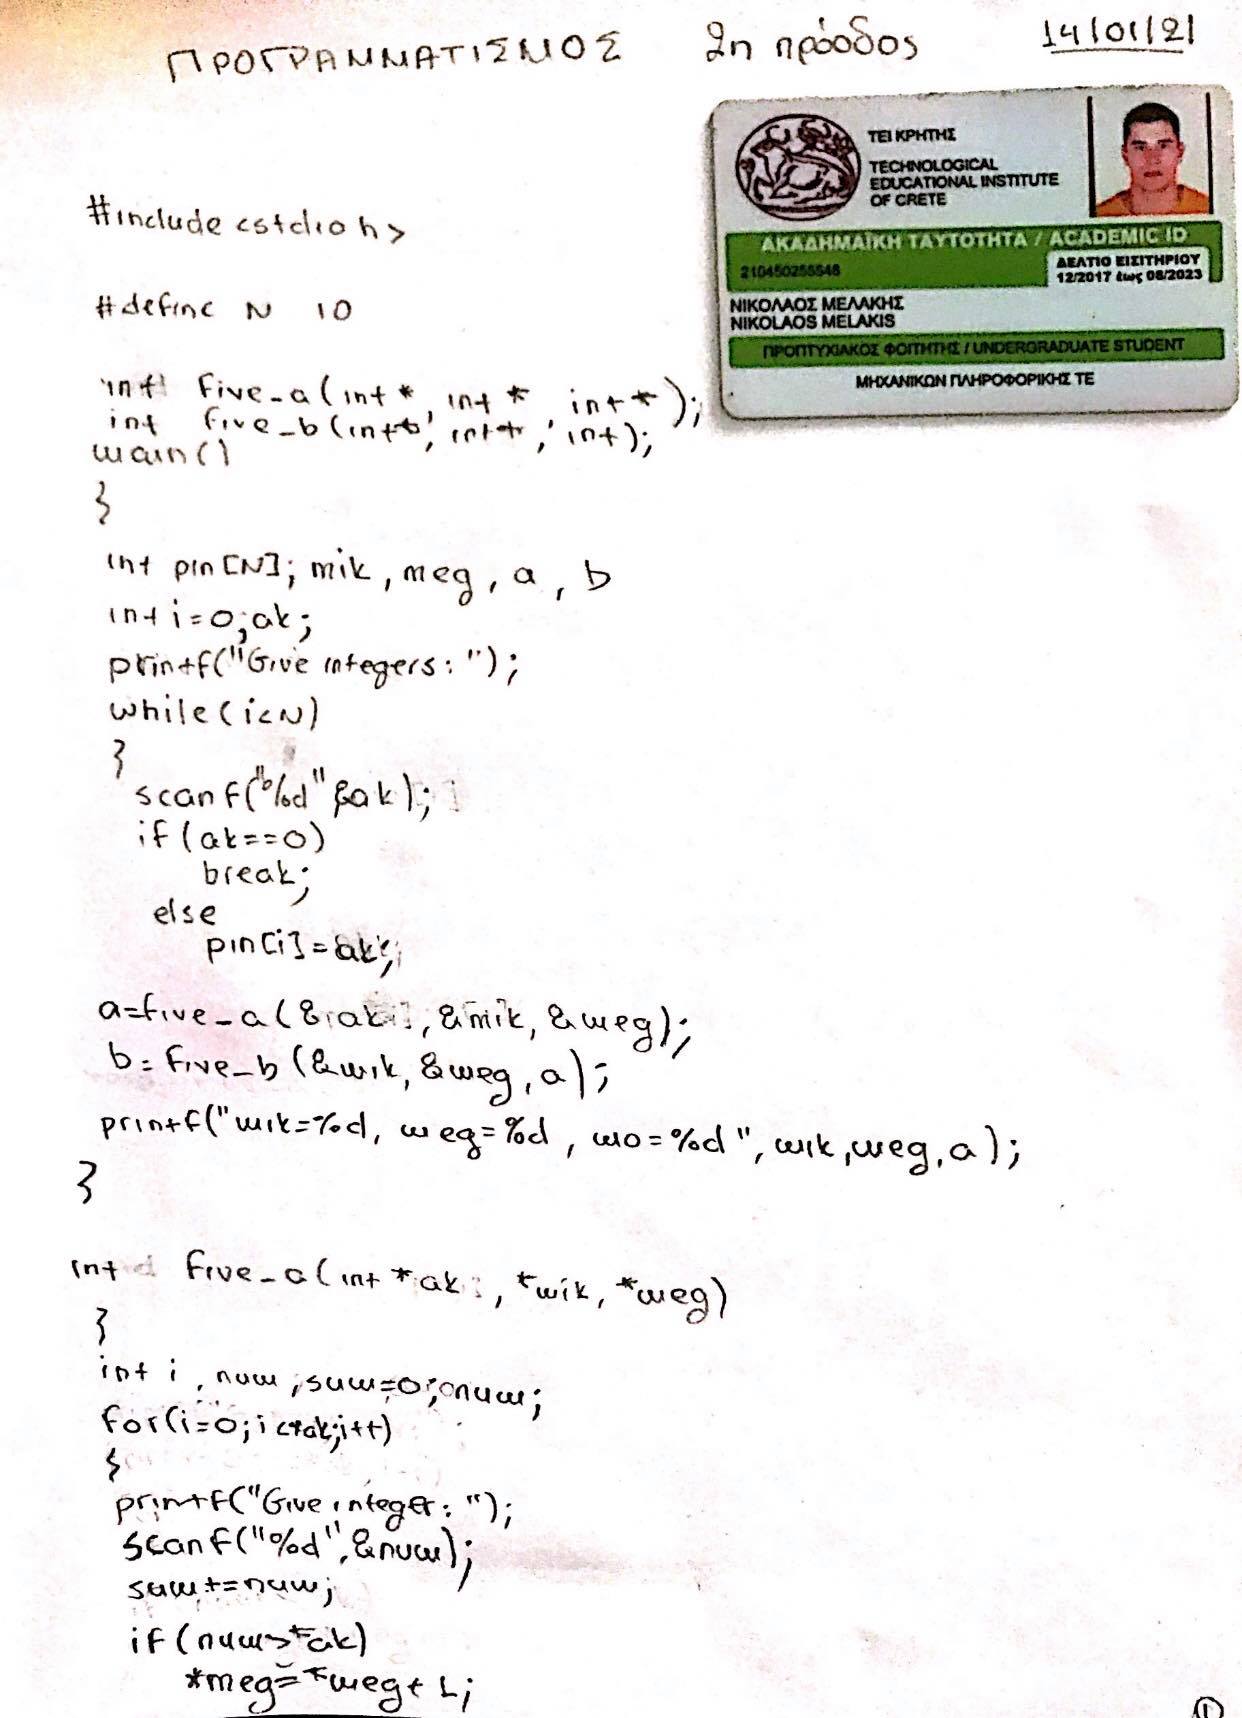 ΠΡΟΓΡΑΜΜΑΤΙΣΜΟΣ 2η πρόοδος 14/01/21
ΤΕΙ ΚΡΗΤΗΣ
TECHNOLOGICAL
EDUCATIONAL INSTITUTE
OF CRETE
ΑΚΑΔΗΜΑΪΚΗ ΤΑΥΤΟΤΗΤΑ / ACADEMIC ID
210450255546
ΔΕΛΤΙΟ ΕΙΣΙΤΗΡΙΟΥ
12/2017 έως 08/2023
ΝΙΚΟΛΑΟΣ ΜΕΛΑΚΗΣ
NIKOLAOS MELAKIS
ΠΡΟΠΤΥΧΙΑΚΟΣ ΦΟΙΤΗΤΗΣ / UNDERGRADUATE STUDENT
ΜΗΧΑΝΙΚΩΝ ΠΛΗΡΟΦΟΡΙΚΗΣ ΤΕ
#include <stdio h>
#define N 10
int five_a(int *, int *, int *);
int five_b(int*, int*, int);
main()
{
int pin[N]; mik, meg, a, b
int i=0;ak;
printf("Give integers: ");
while(i<N)
{
scanf("%d" &ak);
if(ak==0)
break;
else
pin[i]=ak;
a=five_a(&ak, &mik, &meg);
b=five_b(&mik, &meg, a);
printf("mik=%d, meg=%d, mo=%d", mik, meg, a);
}
int five_a(int *ak, *mik, *meg)
{
int i, num, sum=0;
for(i=0;i<*ak;i++)
{
printf("Give integer: ");
scanf("%d",&num);
sum+=num;
if(num>*ak)
*meg=*meg+1;
1